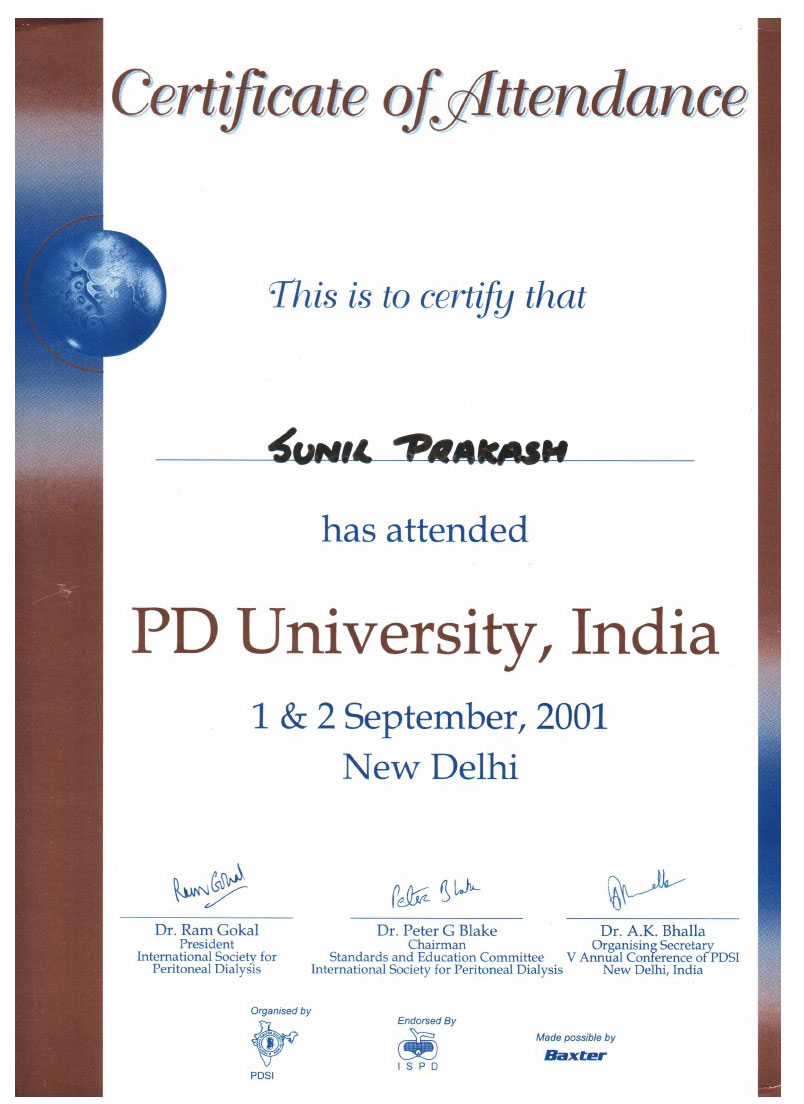 Certificate of Attendance
This is to certify that
SUNIL PRAKASH
has attended
PD University, India
1 & 2 September, 2001
New Delhi
Ram Gokal
Peter Blake
Dr. Ram Gokal
President
International Society for
Peritoneal Dialysis
Dr. Peter G Blake
Chairman
Standards and Education Committee
International Society for Peritoneal Dialysis
Dr. A.K. Bhalla
Organising Secretary
V Annual Conference of PDSI
New Delhi, India
Organised by
PDSI
Endorsed By
ISPD
Made possible by
Baxter